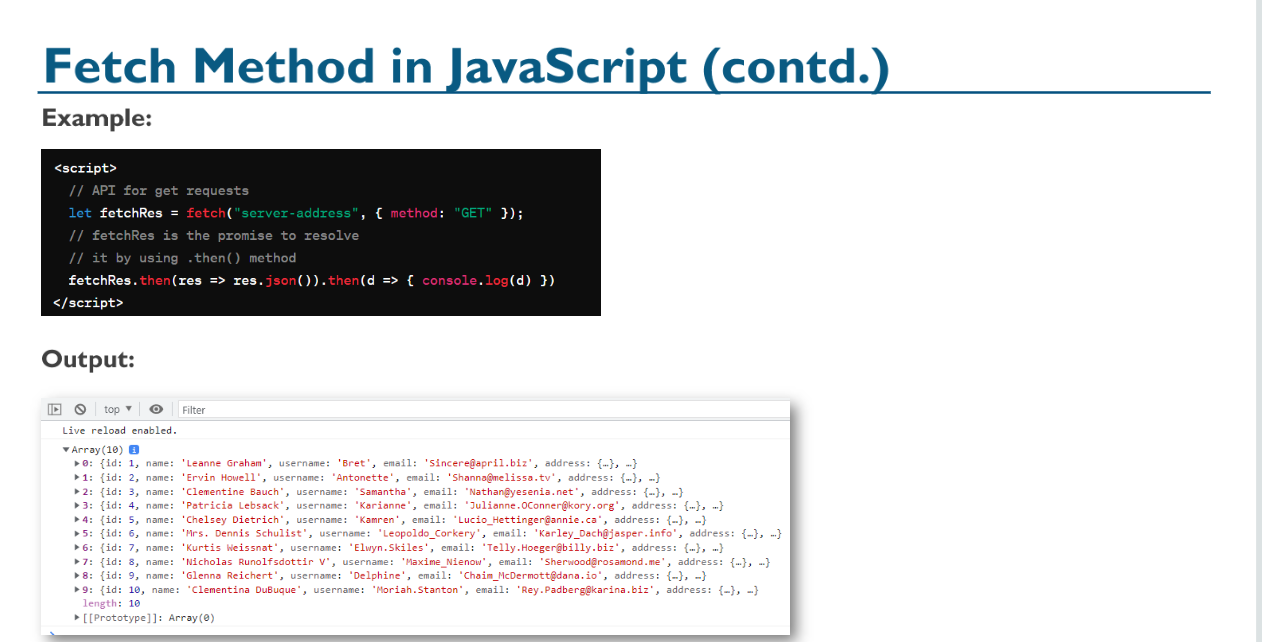 Fetch Method in JavaScript (contd.)
Example:
<script>
// API for get requests
let fetchRes = fetch("server-address", { method: "GET" });
// fetchRes is the promise to resolve
// it by using .then() method
fetchRes.then(res => res.json()).then(d => { console.log(d) })
</script>
Output:
top ▼ Filter
Live reload enabled.
▼Array(10) i
▶0: {id: 1, name: 'Leanne Graham', username: 'Bret', email: 'Sincere@april.biz', address: {…}, …}
▶1: {id: 2, name: 'Ervin Howell', username: 'Antonette', email: 'Shanna@melissa.tv', address: {…}, …}
▶2: {id: 3, name: 'Clementine Bauch', username: 'Samantha', email: 'Nathan@yesenia.net', address: {…}, …}
▶3: {id: 4, name: 'Patricia Lebsack', username: 'Karianne', email: 'Julianne.OConner@kory.org', address: {…}, …}
▶4: {id: 5, name: 'Chelsey Dietrich', username: 'Kamren', email: 'Lucio_Hettinger@annie.ca', address: {…}, …}
▶5: {id: 6, name: 'Mrs. Dennis Schulist', username: 'Leopoldo_Corkery', email: 'Karley_Dach@jasper.info', address: {…}, …}
▶6: {id: 7, name: 'Kurtis Weissnat', username: 'Elwyn.Skiles', email: 'Telly.Hoeger@billy.biz', address: {…}, …}
▶7: {id: 8, name: 'Nicholas Runolfsdottir V', username: 'Maxime_Nienow', email: 'Sherwood@rosamond.me', address: {…}, …}
▶8: {id: 9, name: 'Glenna Reichert', username: 'Delphine', email: 'Chaim_McDermott@dana.io', address: {…}, …}
▶9: {id: 10, name: 'Clementina DuBuque', username: 'Moriah.Stanton', email: 'Rey.Padberg@karina.biz', address: {…}, …}
length: 10
▶[[Prototype]]: Array(0)